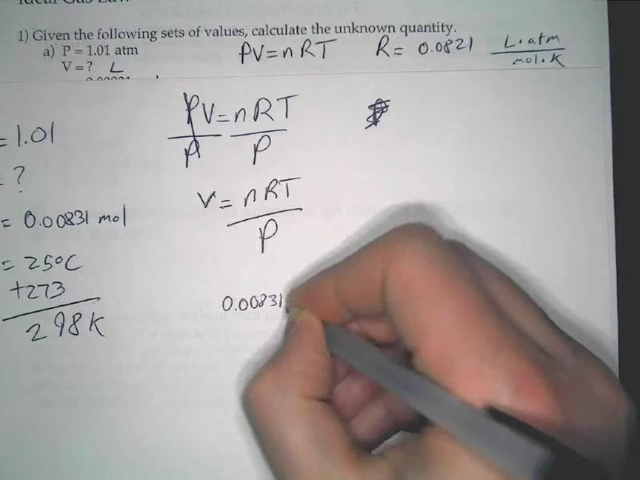 1) Given the following sets of values, calculate the unknown quantity.
a) P = 1.01 atm
V = ? L
PV=nRT R= 0.0821 L·atm
mol·K
= 1.01
?
= 0.00831 mol
= 25°C
+273
298K
PV=nRT
P P
V=nRT
P
0.00831